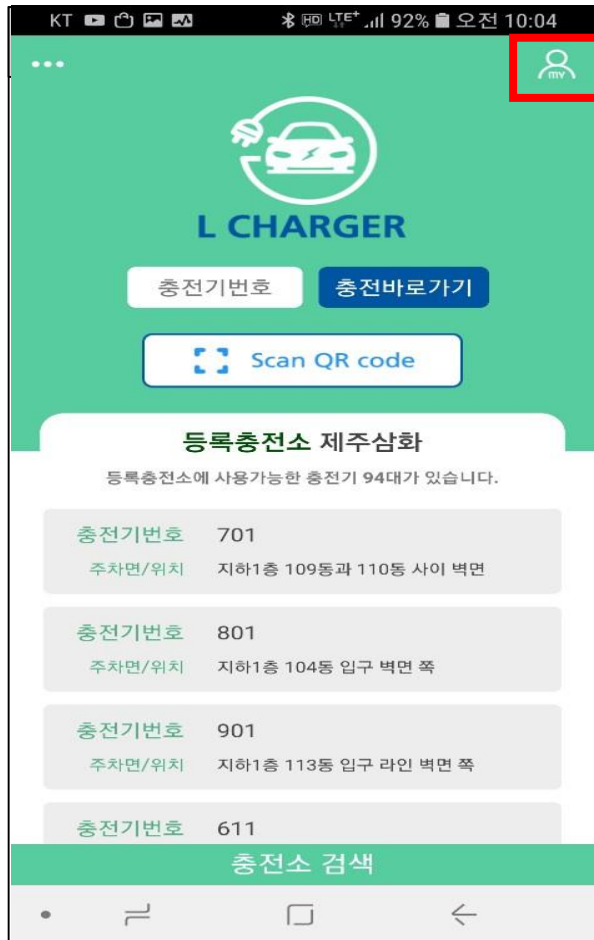 KT HD LTE+ 92% 오전 10:04
MY
L CHARGER
충전기번호 충전바로가기
Scan QR code
등록충전소 제주삼화
등록충전소에 사용가능한 충전기 94대가 있습니다.
충전기번호 701
주차면/위치 지하1층 109동과 110동 사이 벽면
충전기번호 801
주차면/위치 지하1층 104동 입구 벽면 쪽
충전기번호 901
주차면/위치 지하1층 113동 입구 라인 벽면 쪽
충전기번호 611
충전소 검색